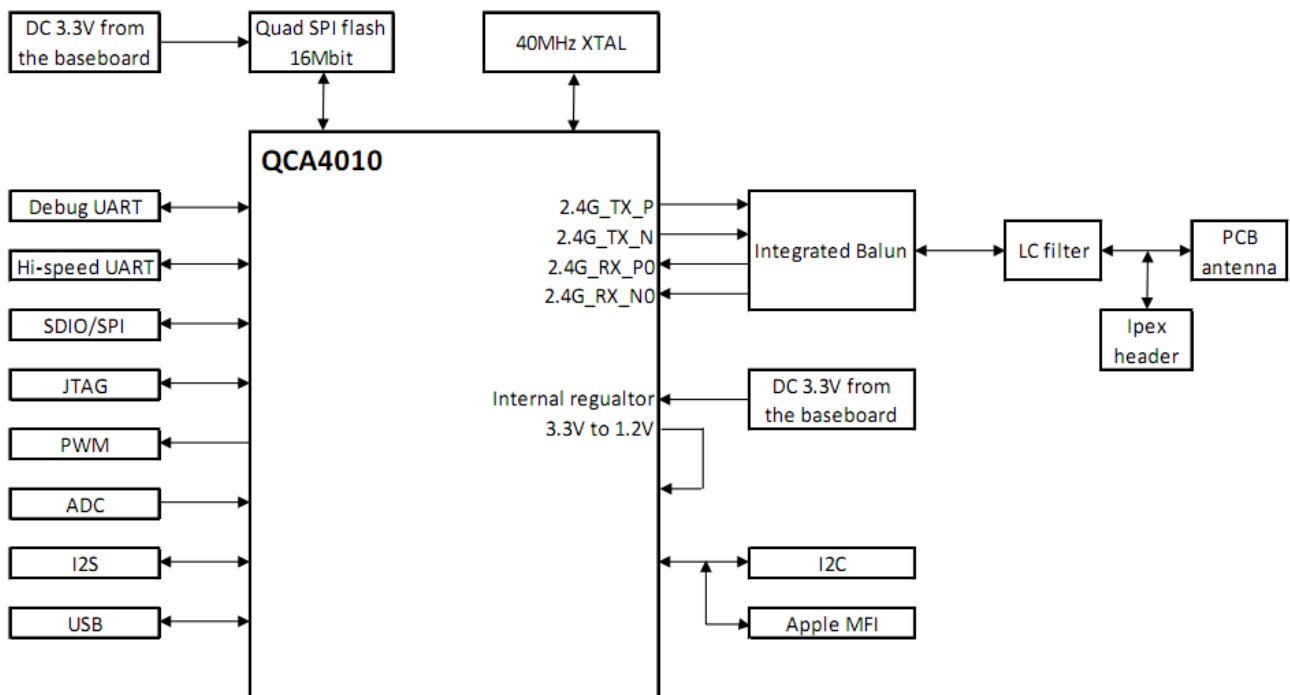 DC 3.3V from
the baseboard
Quad SPI flash
16Mbit
40MHz XTAL
QCA4010
Debug UART
Hi-speed UART
SDIO/SPI
JTAG
PWM
ADC
I2S
USB
2.4G_TX_P
2.4G_TX_N
2.4G_RX_P0
2.4G_RX_N0
Integrated Balun
LC filter
PCB
antenna
Ipex
header
Internal regualtor
3.3V to 1.2V
DC 3.3V from
the baseboard
I2C
Apple MFI